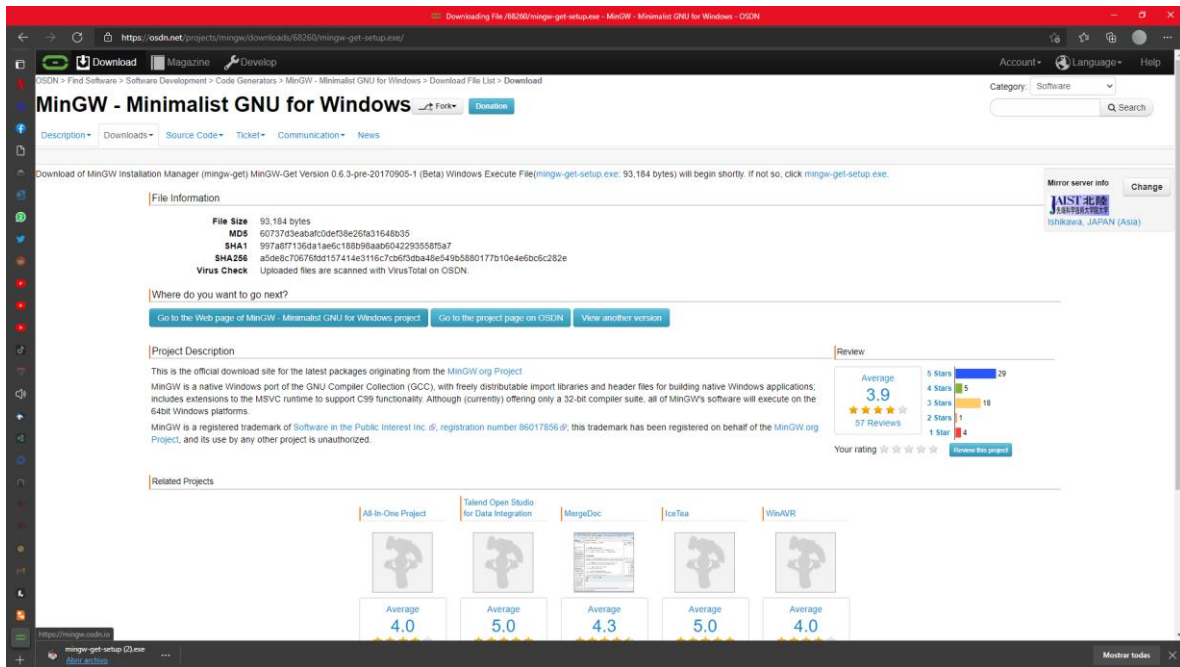 Downloading File /68260/mingw-get-setup.exe - MinGW - Minimalist GNU for Windows - OSDN
https://osdn.net/projects/mingw/downloads/68260/mingw-get-setup.exe/
Download Magazine Develop Account Language Help
OSDN > Find Software > Software Development > Code Generators > MinGW - Minimalist GNU for Windows > Download File List > Download
Category: Software
MinGW - Minimalist GNU for Windows Fork Donation
Search
Description Downloads Source Code Ticket Communication News
Download of MinGW Installation Manager (mingw-get) MinGW-Get Version 0.6.3-pre-20170905-1 (Beta) Windows Execute File(mingw-get-setup.exe: 93,184 bytes) will begin shortly. If not so, click mingw-get-setup.exe.
Mirror server info
Change
JAIST 北陸
先端科学技術大学院大学
Ishikawa, JAPAN (Asia)
File Information
File Size 93,184 bytes
MD5 60737d3eabafc0def38e26fa31648b35
SHA1 997a8f7136da1ae6c188b98aab6042293558f5a7
SHA256 a5de8c70676fdd157414e3116c7cb6f3dba48e549b5880177b10e4e6bc6c282e
Virus Check Uploaded files are scanned with VirusTotal on OSDN.
Where do you want to go next?
Go to the Web page of MinGW - Minimalist GNU for Windows project
Go to the project page on OSDN
View another version
Project Description
This is the official download site for the latest packages originating from the MinGW.org Project
MinGW is a native Windows port of the GNU Compiler Collection (GCC), with freely distributable import libraries and header files for building native Windows applications;
includes extensions to the MSVC runtime to support C99 functionality. Although (currently) offering only a 32-bit compiler suite, all of MinGW's software will execute on the
64bit Windows platforms.
MinGW is a registered trademark of Software in the Public Interest Inc. registration number 86017856, this trademark has been registered on behalf of the MinGW.org
Project, and its use by any other project is unauthorized.
Review
Average
3.9
57 Reviews
5 Stars 29
4 Stars 5
3 Stars 18
2 Stars 1
1 Star 4
Your rating Review this project
Related Projects
All-In-One Project
Talend Open Studio
for Data Integration
MergeDoc
IceTea
WinAVR
Average
4.0
Average
5.0
Average
4.3
Average
5.0
Average
4.0
https://mingw.osdn.io
mingw-get-setup (2).exe
Abrir archivo
Mostrar todas